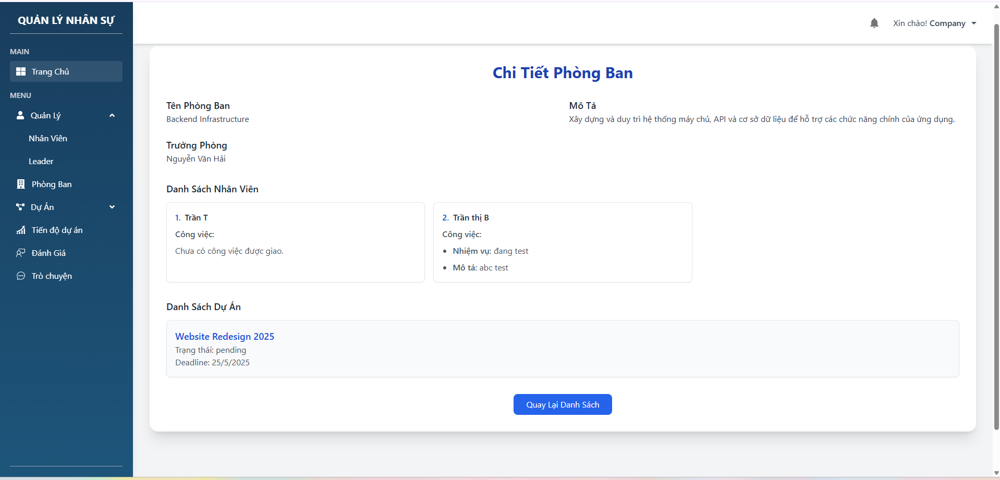 QUẢN LÝ NHÂN SỰ
MAIN
Trang Chủ
MENU
Quản Lý
Nhân Viên
Leader
Phòng Ban
Dự Án
Tiến độ dự án
Đánh Giá
Trò chuyện
Xin chào! Company
Chi Tiết Phòng Ban
Tên Phòng Ban
Backend Infrastructure
Mô Tả
Xây dựng và duy trì hệ thống máy chủ, API và cơ sở dữ liệu để hỗ trợ các chức năng chính của ứng dụng.
Trưởng Phòng
Nguyễn Văn Hải
Danh Sách Nhân Viên
1. Trần T
Công việc:
Chưa có công việc được giao.
2. Trần thị B
Công việc:
• Nhiệm vụ: đang test
• Mô tả: abc test
Danh Sách Dự Án
Website Redesign 2025
Trạng thái: pending
Deadline: 25/5/2025
Quay Lại Danh Sách